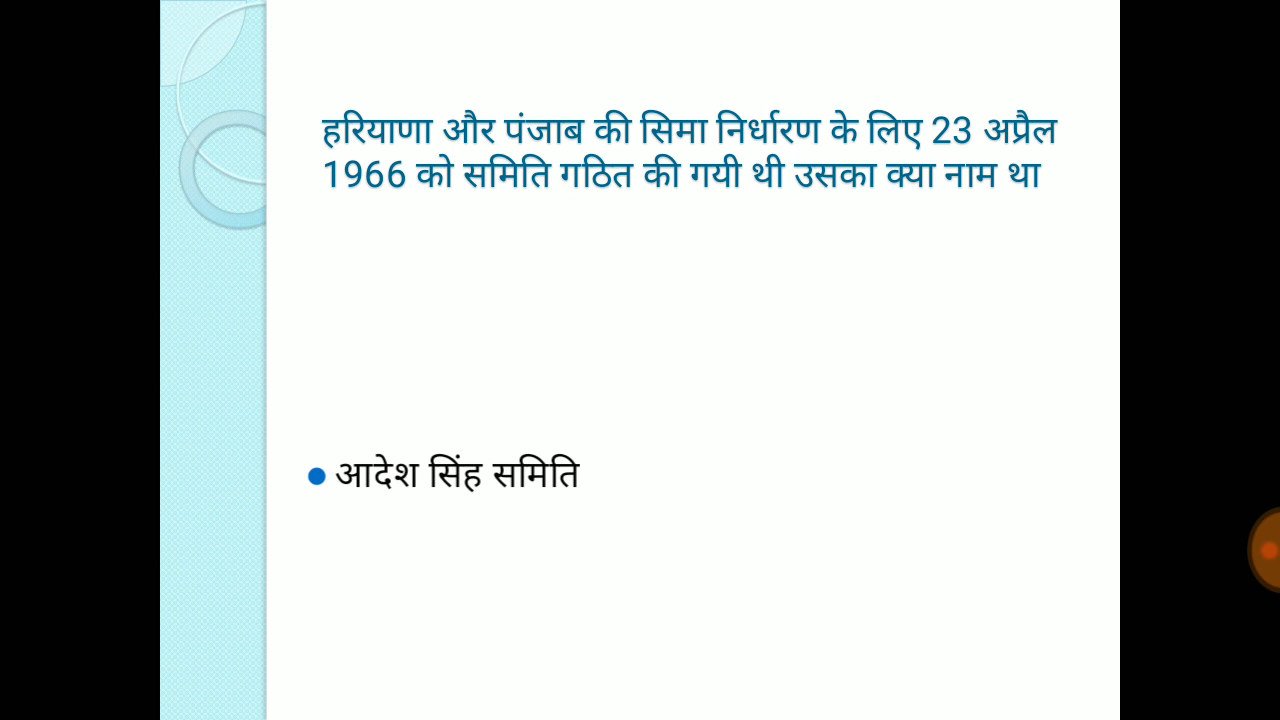 हरियाणा और पंजाब की सिमा निर्धारण के लिए 23 अप्रैल
1966 को समिति गठित की गयी थी उसका क्या नाम था
आदेश सिंह समिति